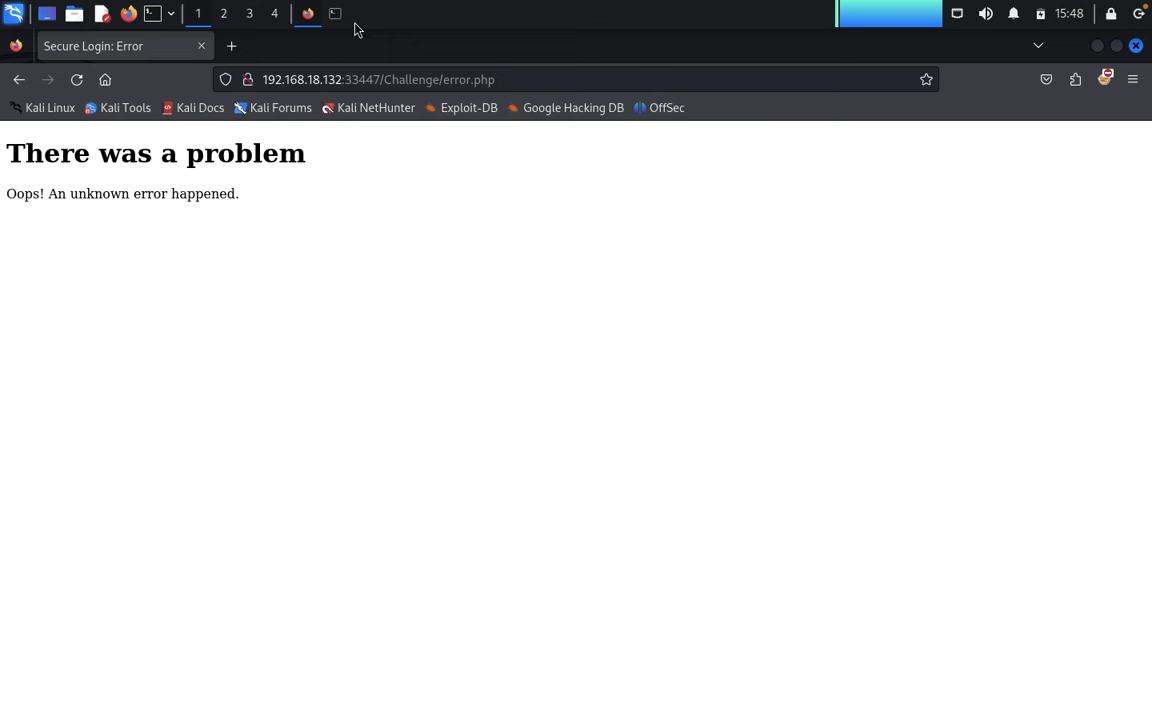 1 2 3 4
15:48
Secure Login: Error
192.168.18.132:33447/Challenge/error.php
Kali Linux Kali Tools Kali Docs Kali Forums Kali NetHunter Exploit-DB Google Hacking DB OffSec
There was a problem
Oops! An unknown error happened.